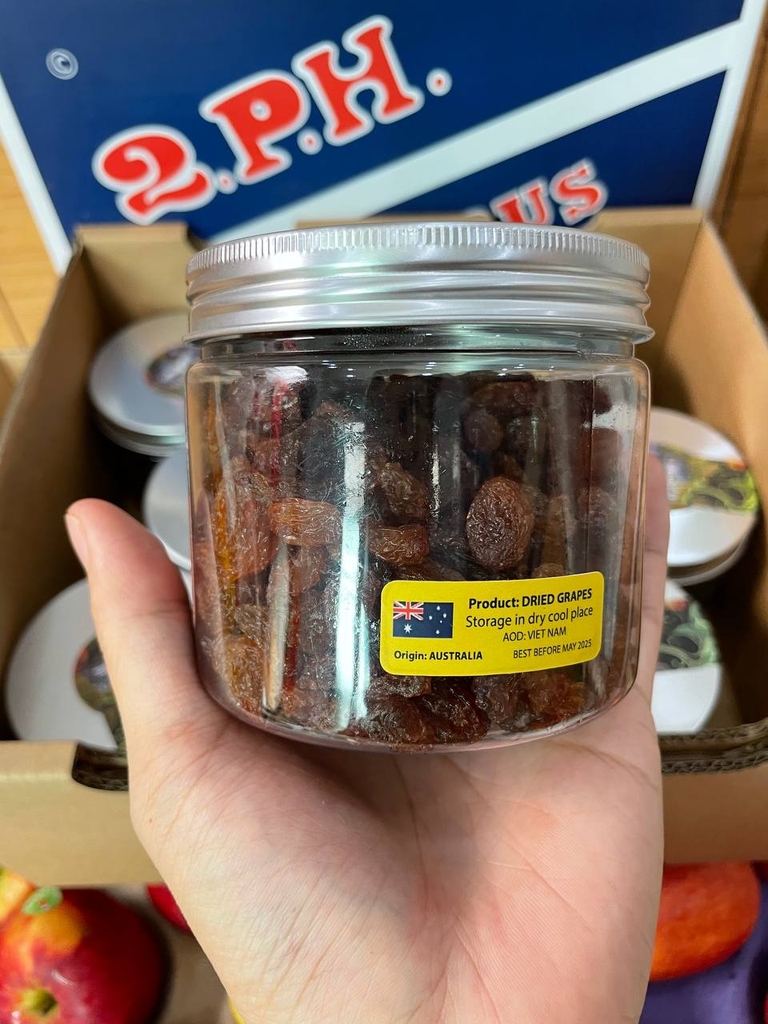 2.P.H.
US
Product: DRIED GRAPES
Storage in dry cool place
AOD: VIET NAM
Origin: AUSTRALIA
BEST BEFORE MAY 2025